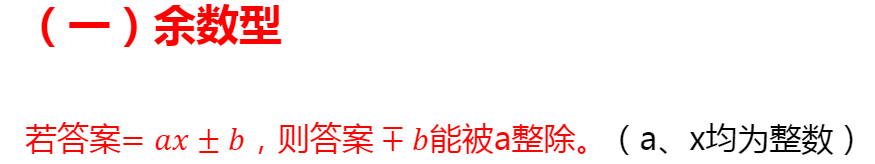 （一）余数型
若答案= ax ± b，则答案 ∓ b能被a整除。（a、x均为整数）